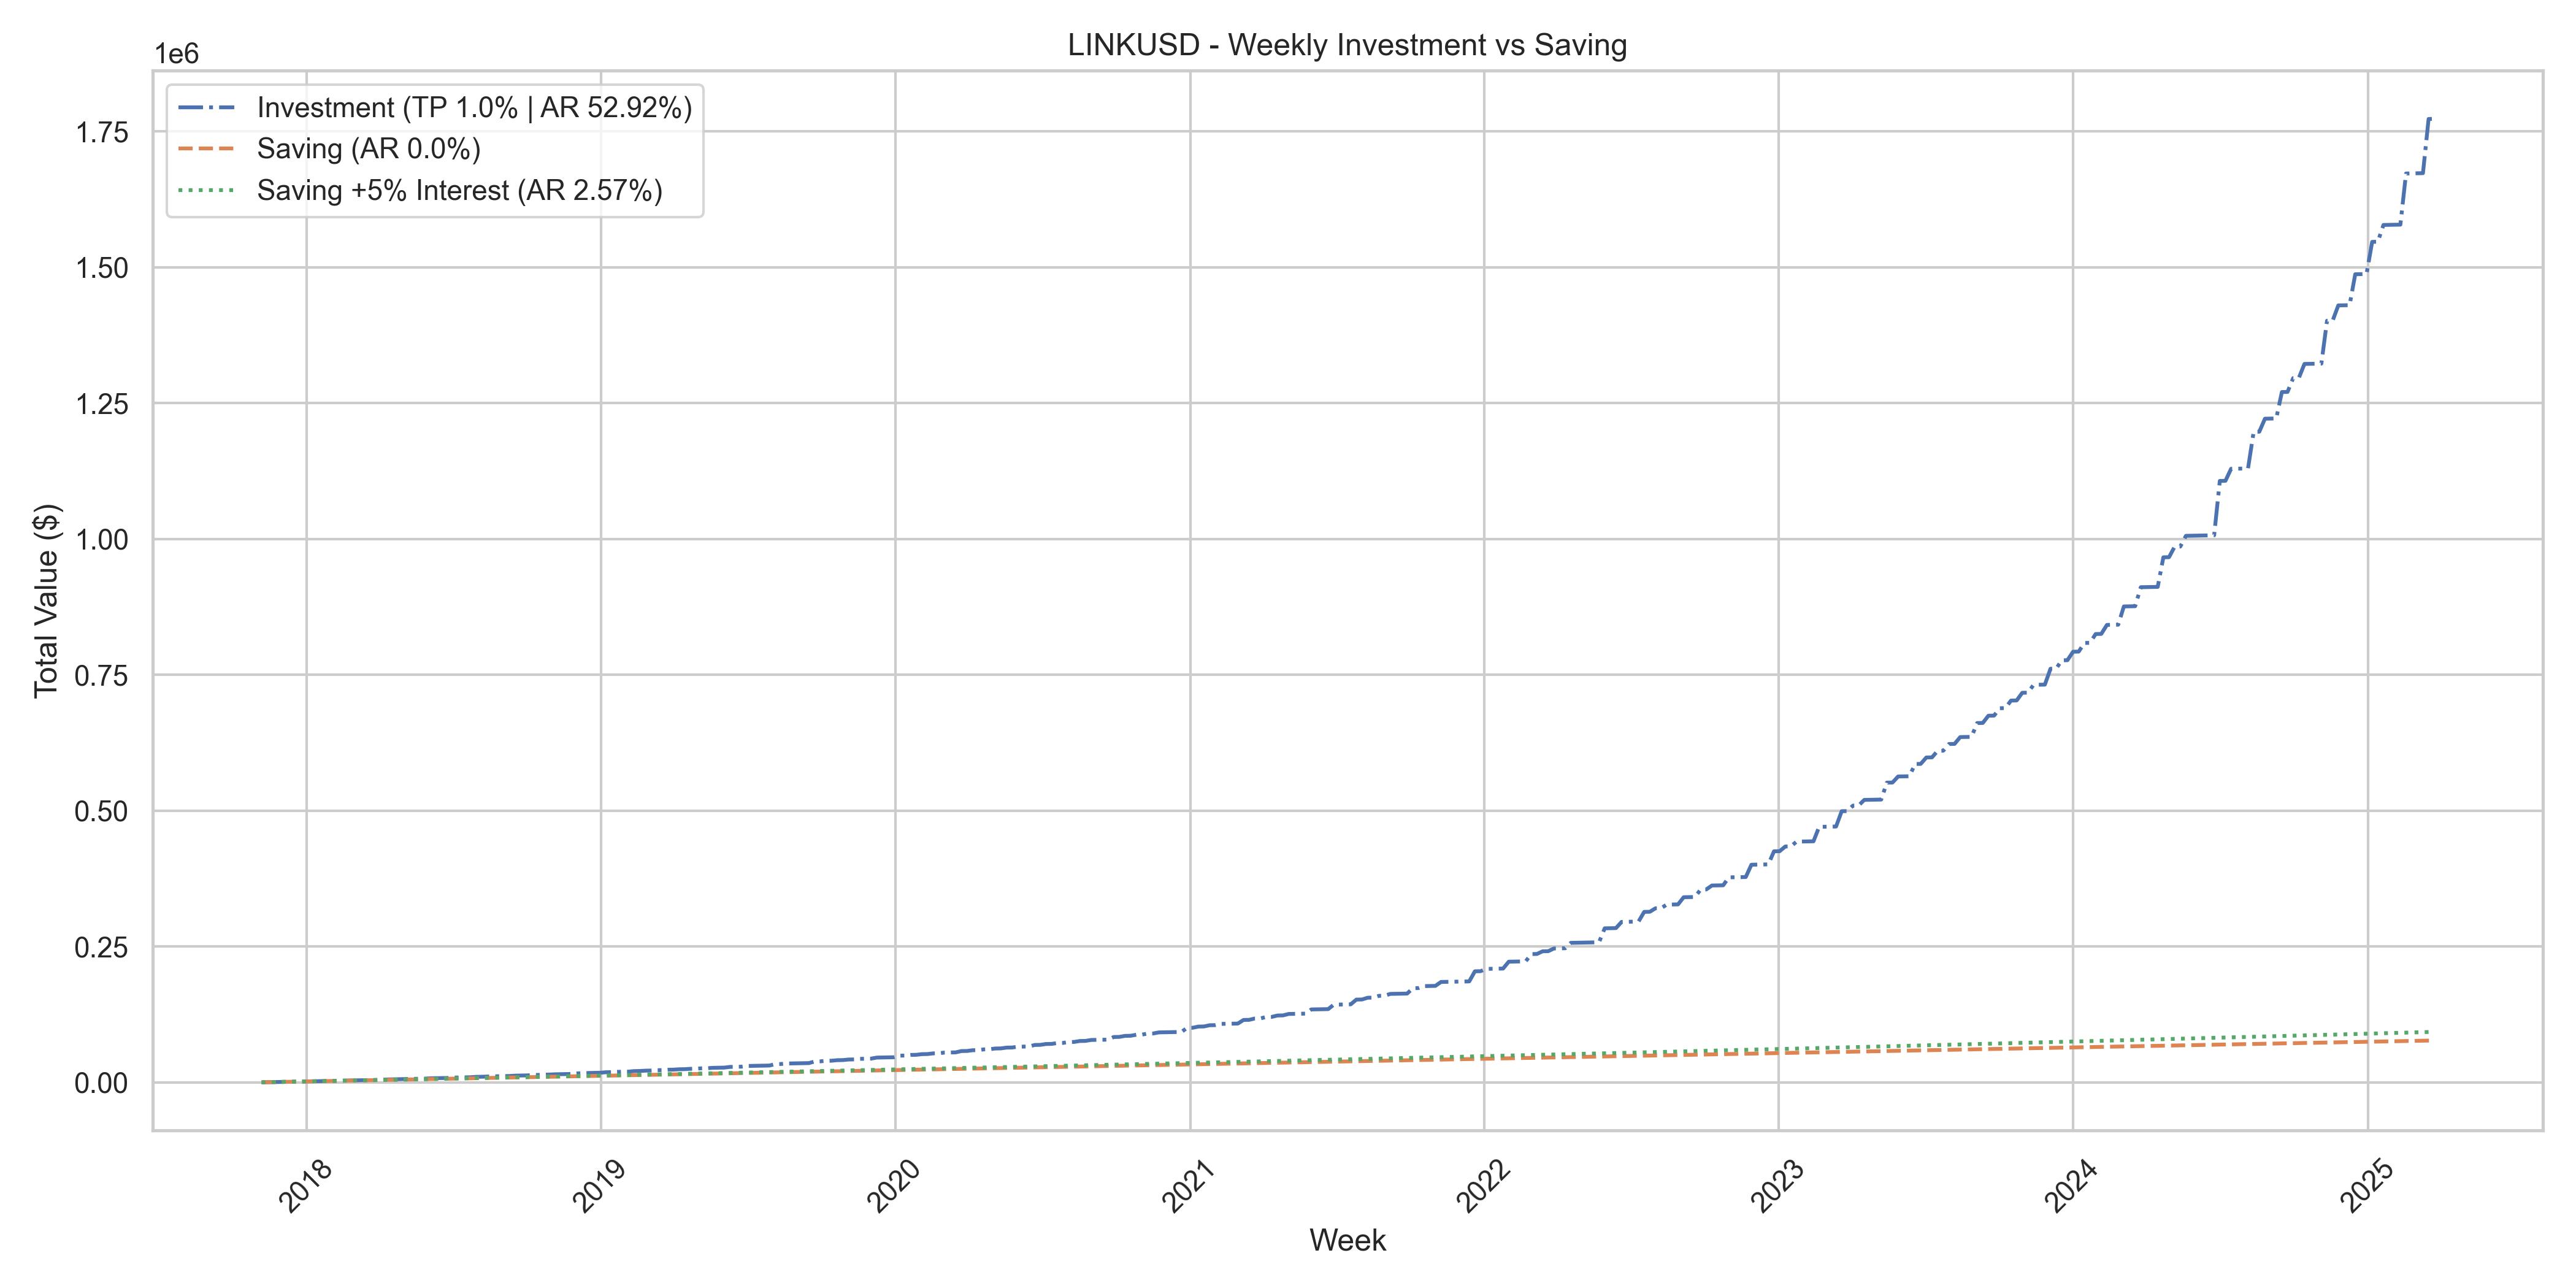 LINKUSD - Weekly Investment vs Saving
1e6
Investment (TP 1.0% | AR 52.92%)
Saving (AR 0.0%)
Saving +5% Interest (AR 2.57%)
1.75
1.50
1.25
1.00
0.75
0.50
0.25
0.00
Total Value ($)
2018
2019
2020
2021
2022
2023
2024
2025
Week